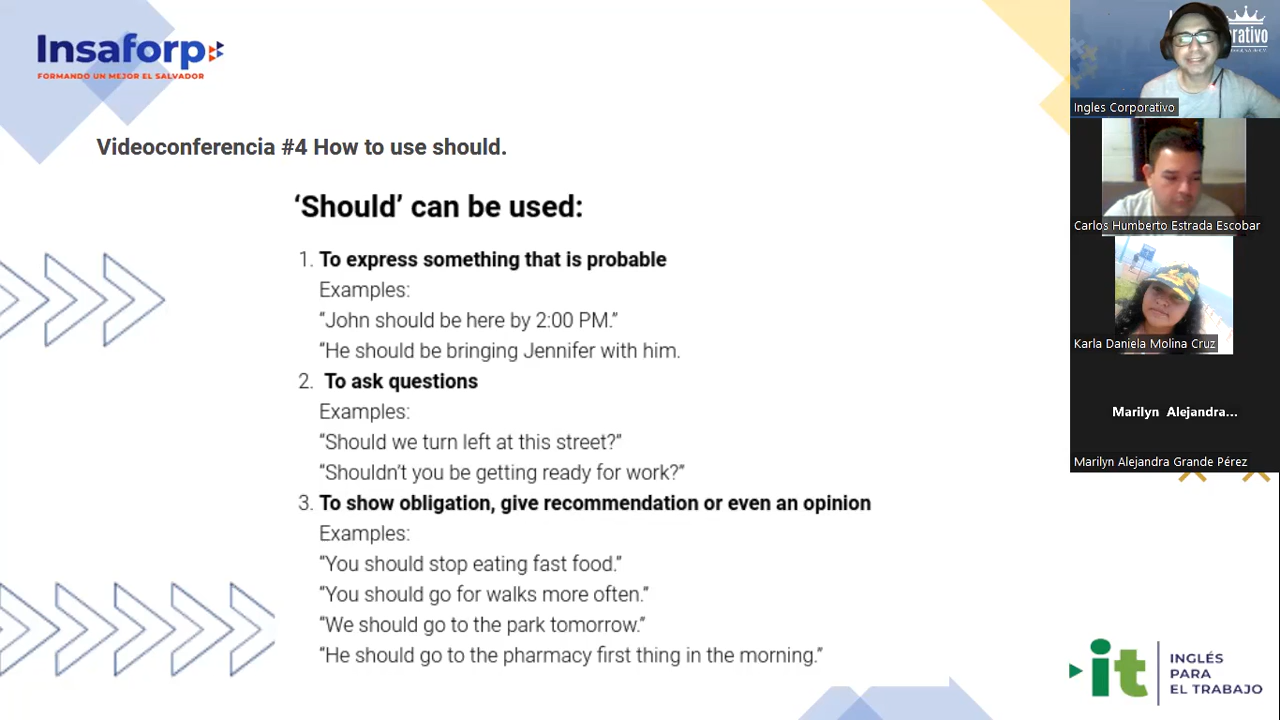 Insaforp
FORMANDO UN MEJOR EL SALVADOR
Videoconferencia #4 How to use should.
‘Should’ can be used:
1. To express something that is probable
Examples:
“John should be here by 2:00 PM.”
“He should be bringing Jennifer with him.
2. To ask questions
Examples:
“Should we turn left at this street?”
“Shouldn’t you be getting ready for work?”
3. To show obligation, give recommendation or even an opinion
Examples:
“You should stop eating fast food.”
“You should go for walks more often.”
“We should go to the park tomorrow.”
“He should go to the pharmacy first thing in the morning.”
Ingles Corporativo
Carlos Humberto Estrada Escobar
Karla Daniela Molina Cruz
Marilyn Alejandra...
Marilyn Alejandra Grande Pérez
it
INGLÉS
PARA
EL TRABAJO